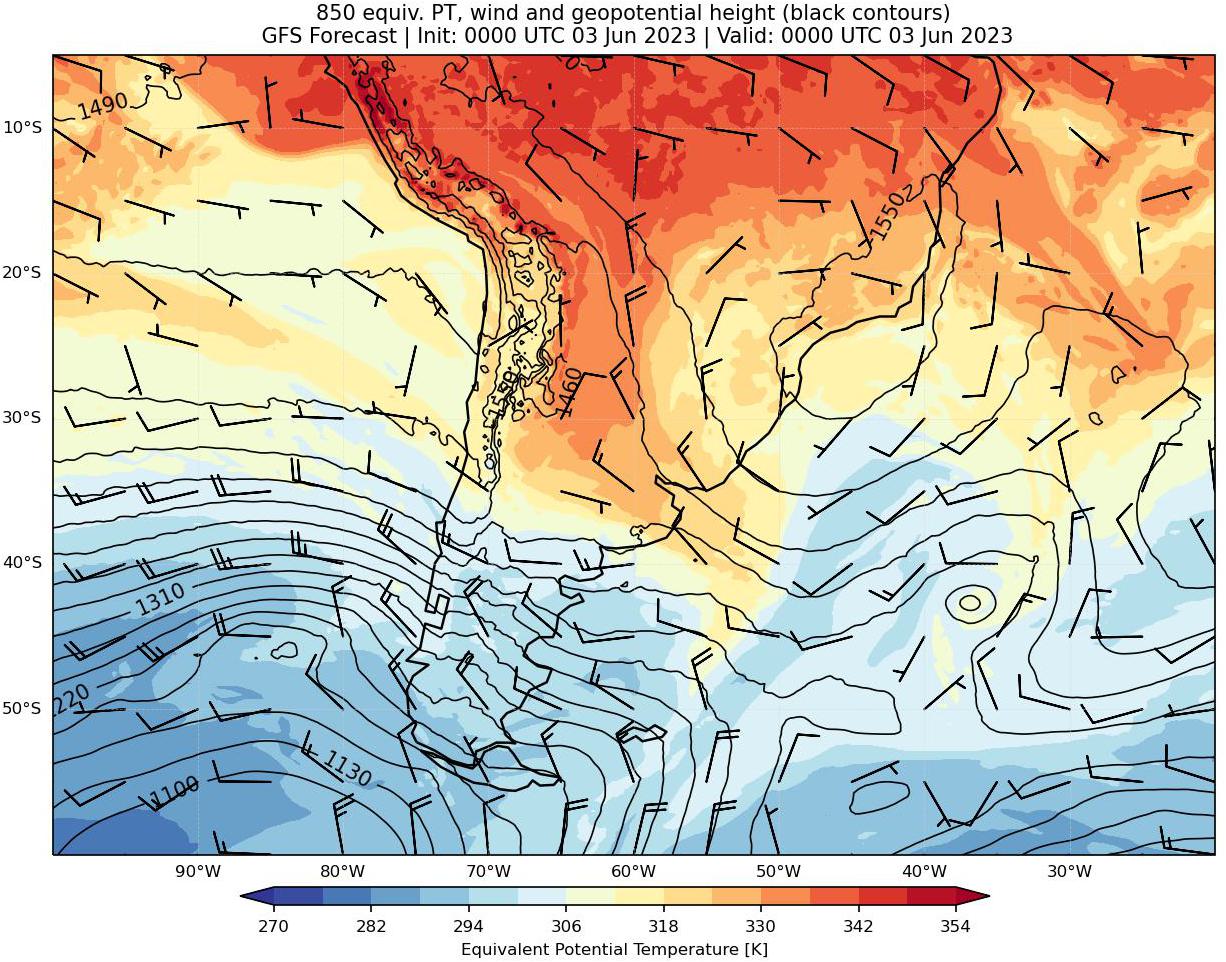 850 equiv. PT, wind and geopotential height (black contours)
GFS Forecast | Init: 0000 UTC 03 Jun 2023 | Valid: 0000 UTC 03 Jun 2023
1490
10°S
1550
20°S
1460
30°S
40°S
1310
220
50°S
1130
1100
90°W 80°W 70°W 60°W 50°W 40°W 30°W
270 282 294 306 318 330 342 354
Equivalent Potential Temperature [K]